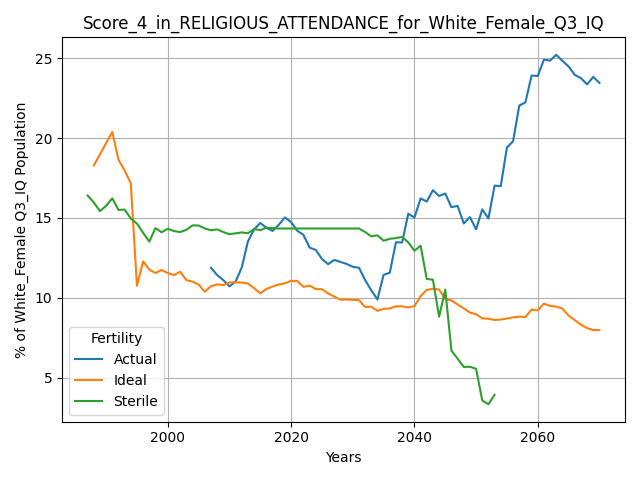 Score_4_in_RELIGIOUS_ATTENDANCE_for_White_Female_Q3_IQ
% of White_Female Q3_IQ Population
25
20
15
10
5
Fertility
Actual
Ideal
Sterile
2000 2020 2040 2060
Years